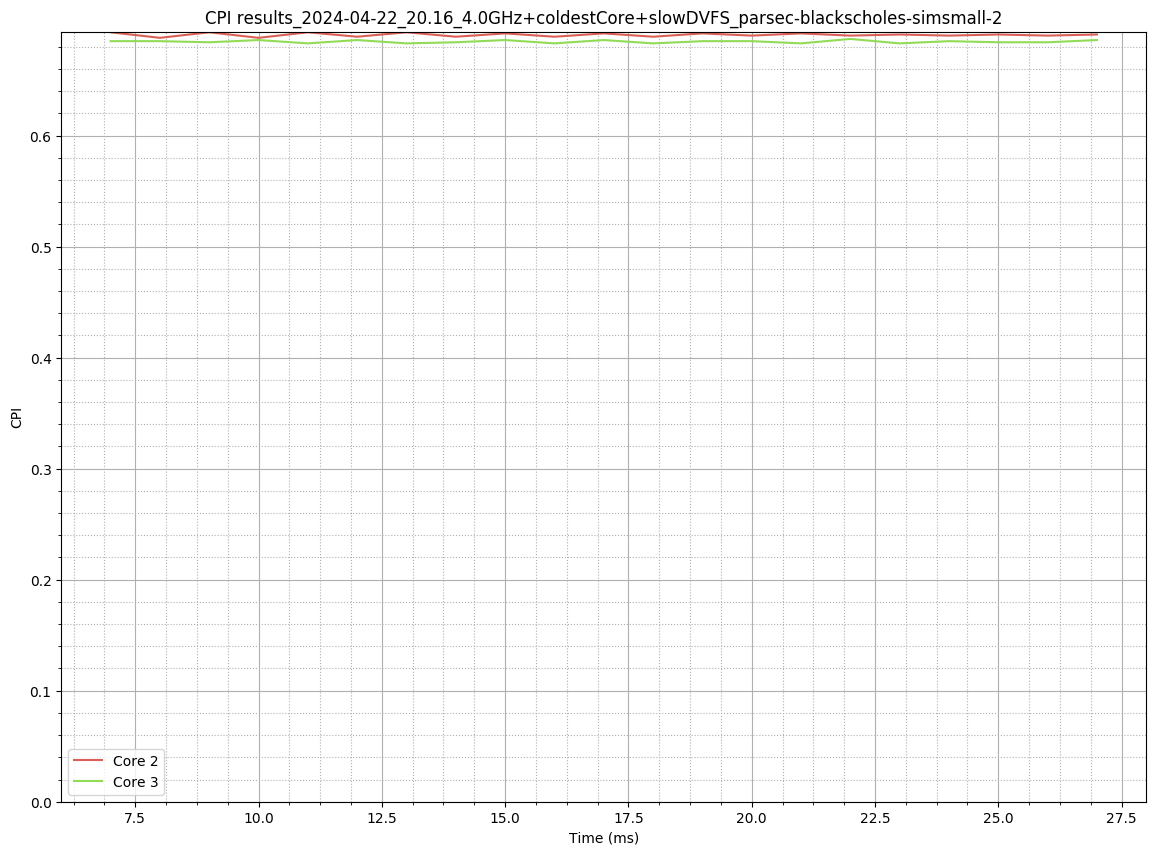 CPI results_2024-04-22_20.16_4.0GHz+coldestCore+slowDVFS_parsec-blackscholes-simsmall-2
0.6
0.5
0.4
CPI
0.3
0.2
0.1
Core 2
Core 3
0.0
7.5 10.0 12.5 15.0 17.5 20.0 22.5 25.0 27.5
Time (ms)